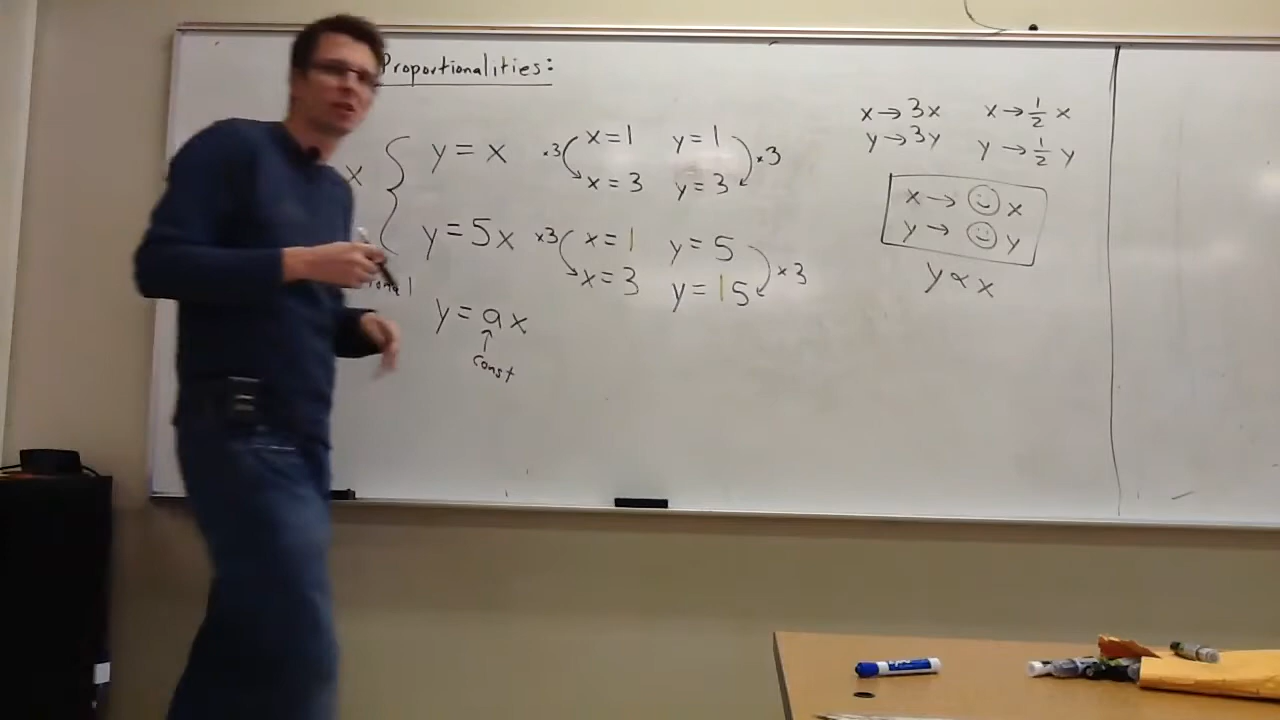 Proportionalities:
x { y = x
×3 x=1 y=1 ×3
x=3 y=3
y=5x
×3 x=1 y=5 ×3
x=3 y=15
y=ax
↑
const
x→3x x→1/2 x
y→3y y→1/2 y
x→☺x
y→☺y
y∝x